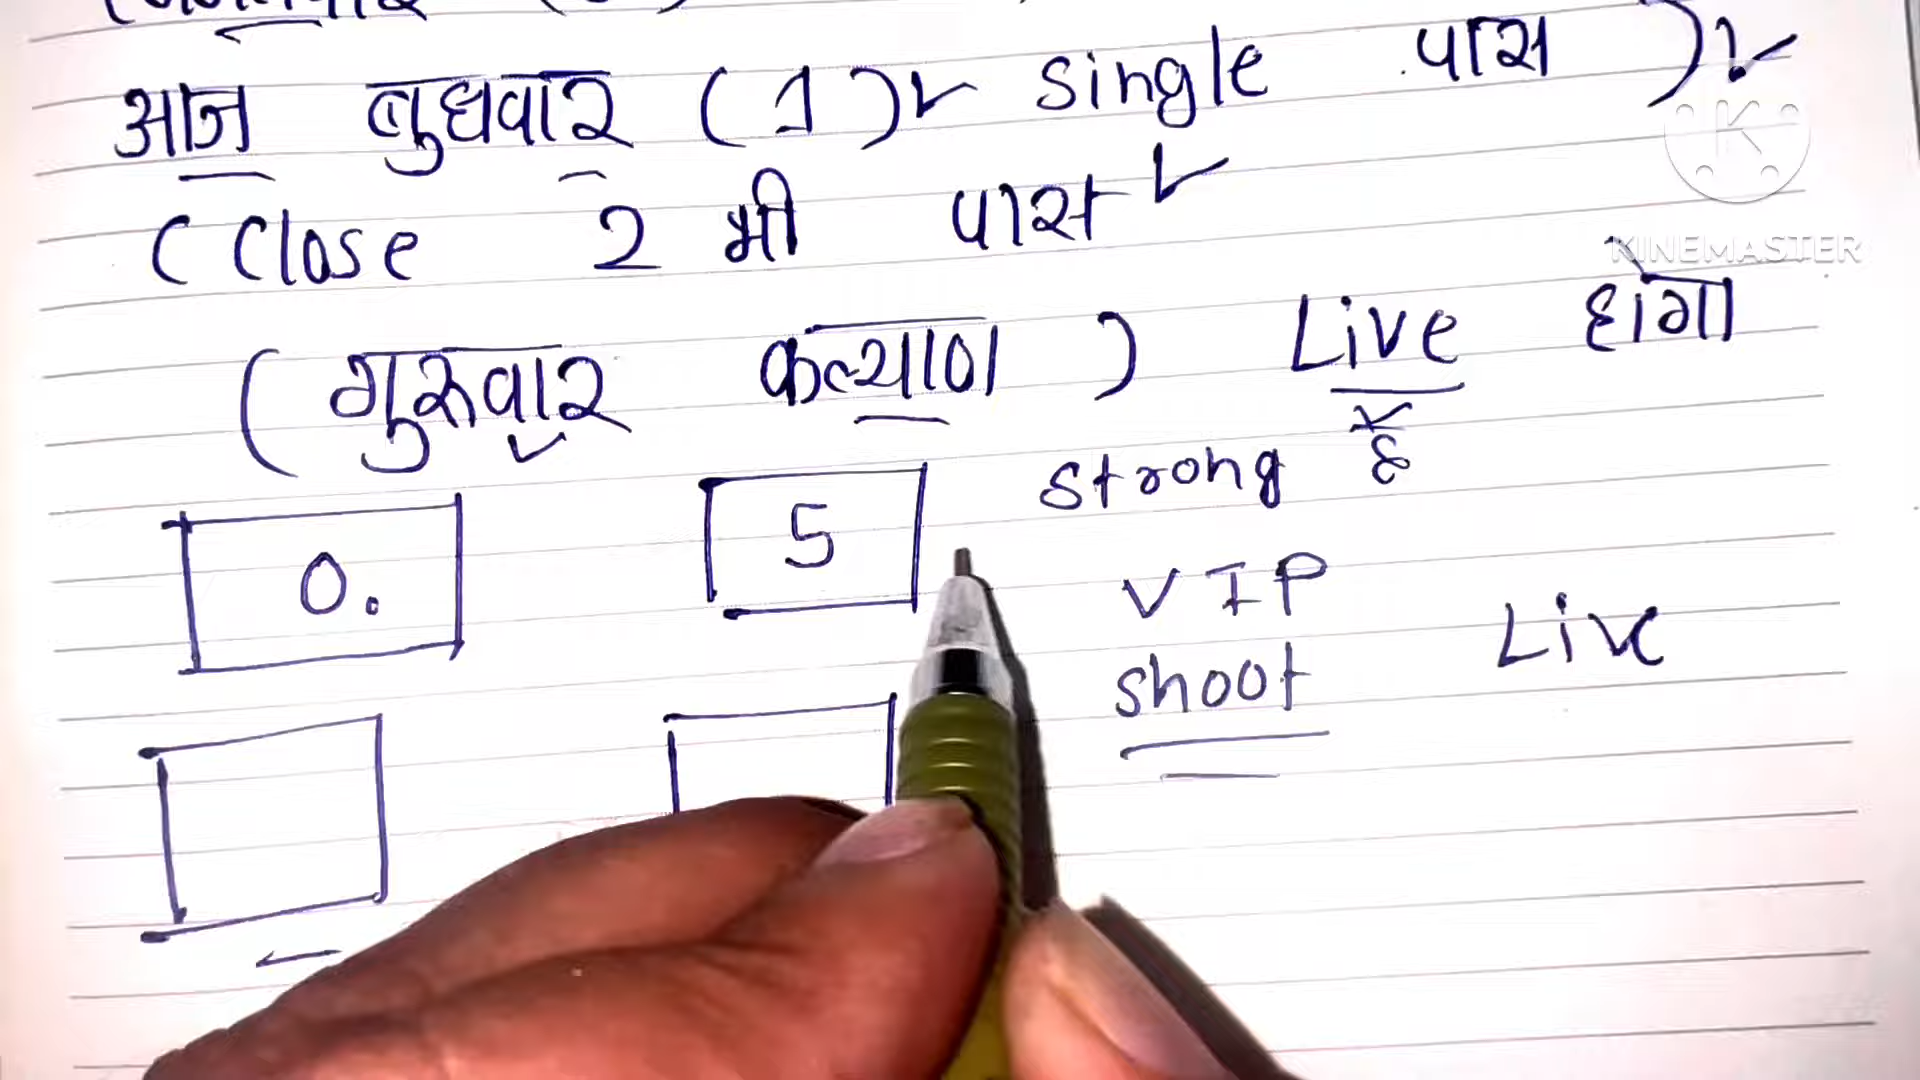 आज बुधवार (1) single पास )
( Close 2 भी पास
( गुरुवार कल्याण ) Live होगा
strong है
0. 5
VIP
shoot Live
K
KINEMASTER